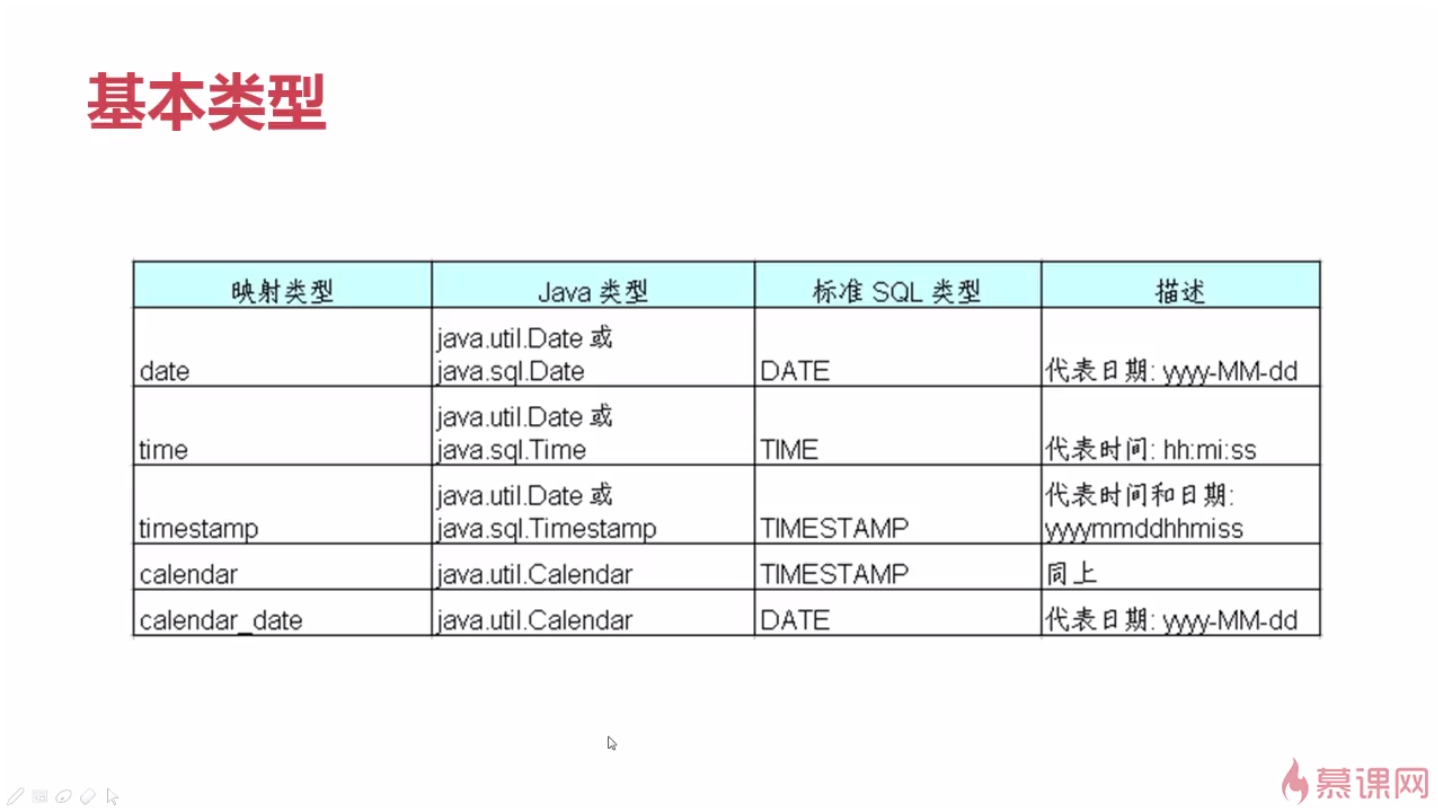 基本类型
映射类型 Java 类型 标准 SQL 类型 描述
java.util.Date 或
date java.sql.Date DATE 代表日期: yyyy-MM-dd
java.util.Date 或
time java.sql.Time TIME 代表时间: hh:mi:ss
java.util.Date 或 代表时间和日期:
timestamp java.sql.Timestamp TIMESTAMP yyyymmddhhmiss
calendar java.util.Calendar TIMESTAMP 同上
calendar_date java.util.Calendar DATE 代表日期: yyyy-MM-dd
慕课网